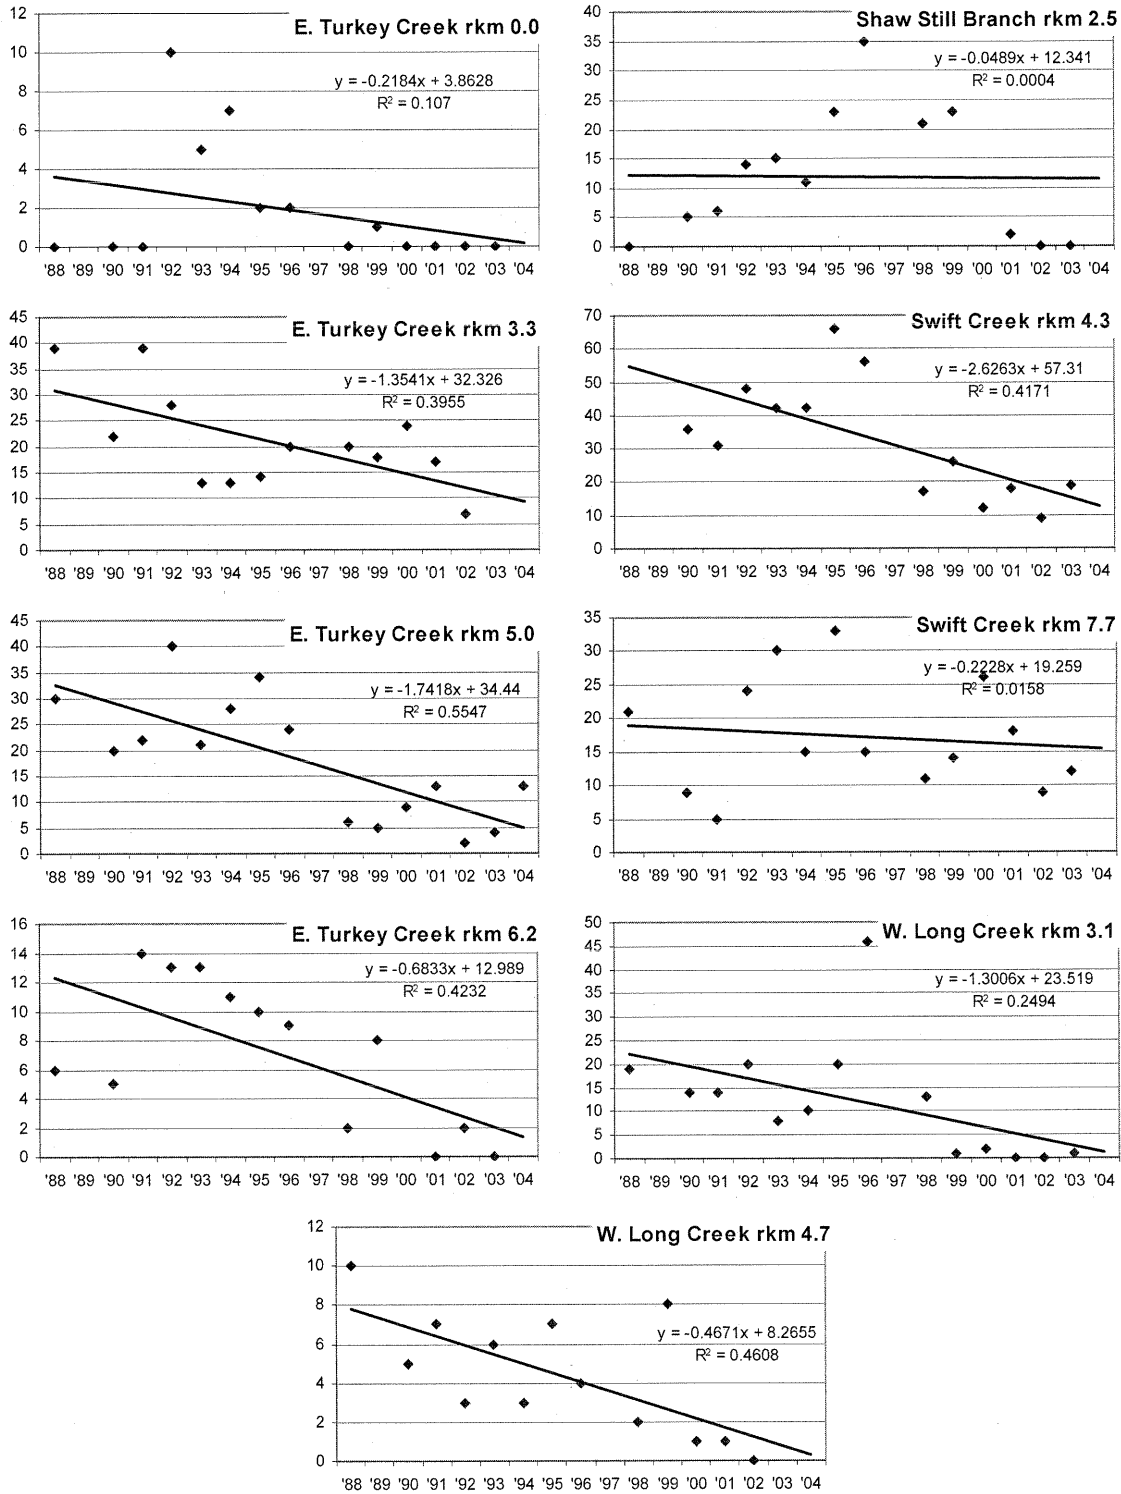 E. Turkey Creek rkm 0.0
y = -0.2184x + 3.8628
R² = 0.107
12
10
8
6
4
2
0
'88 '89 '90 '91 '92 '93 '94 '95 '96 '97 '98 '99 '00 '01 '02 '03 '04
Shaw Still Branch rkm 2.5
y = -0.0489x + 12.341
R² = 0.0004
40
35
30
25
20
15
10
5
0
'88 '89 '90 '91 '92 '93 '94 '95 '96 '97 '98 '99 '00 '01 '02 '03 '04
E. Turkey Creek rkm 3.3
y = -1.3541x + 32.326
R² = 0.3955
45
40
35
30
25
20
15
10
5
0
'88 '89 '90 '91 '92 '93 '94 '95 '96 '97 '98 '99 '00 '01 '02 '03 '04
Swift Creek rkm 4.3
y = -2.6263x + 57.31
R² = 0.4171
70
60
50
40
30
20
10
0
'88 '89 '90 '91 '92 '93 '94 '95 '96 '97 '98 '99 '00 '01 '02 '03 '04
E. Turkey Creek rkm 5.0
y = -1.7418x + 34.44
R² = 0.5547
45
40
35
30
25
20
15
10
5
0
'88 '89 '90 '91 '92 '93 '94 '95 '96 '97 '98 '99 '00 '01 '02 '03 '04
Swift Creek rkm 7.7
y = -0.2228x + 19.259
R² = 0.0158
35
30
25
20
15
10
5
0
'88 '89 '90 '91 '92 '93 '94 '95 '96 '97 '98 '99 '00 '01 '02 '03 '04
E. Turkey Creek rkm 6.2
y = -0.6833x + 12.989
R² = 0.4232
16
14
12
10
8
6
4
2
0
'88 '89 '90 '91 '92 '93 '94 '95 '96 '97 '98 '99 '00 '01 '02 '03 '04
W. Long Creek rkm 3.1
y = -1.3006x + 23.519
R² = 0.2494
50
45
40
35
30
25
20
15
10
5
0
'88 '89 '90 '91 '92 '93 '94 '95 '96 '97 '98 '99 '00 '01 '02 '03 '04
W. Long Creek rkm 4.7
y = -0.4671x + 8.2655
R² = 0.4608
12
10
8
6
4
2
0
'88 '89 '90 '91 '92 '93 '94 '95 '96 '97 '98 '99 '00 '01 '02 '03 '04